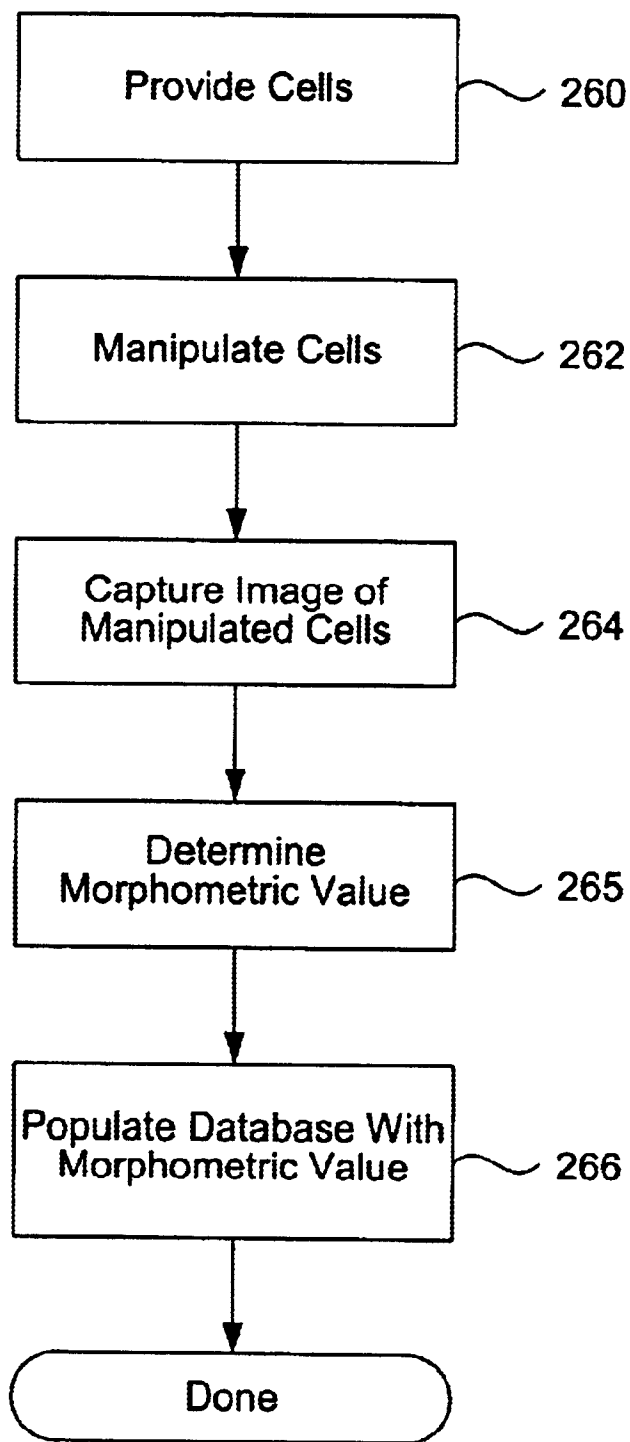 Provide Cells
260
Manipulate Cells
262
Capture Image of
Manipulated Cells
264
Determine
Morphometric Value
265
Populate Database With
Morphometric Value
266
Done